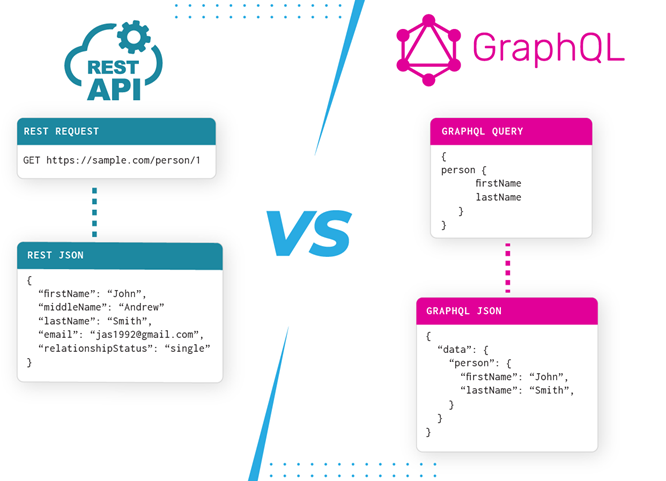 REST
API
REST REQUEST
GET https://sample.com/person/1
REST JSON
{
“firstName”: “John”,
“middleName”: “Andrew”
“lastName”: “Smith”,
“email”: “jas1992@gmail.com”,
“relationshipStatus”: “single”
}
VS
GraphQL
GRAPHQL QUERY
{
person {
firstName
lastName
}
}
GRAPHQL JSON
{
“data”: {
“person”: {
“firstName”: “John”,
“lastName”: “Smith”,
}
}
}